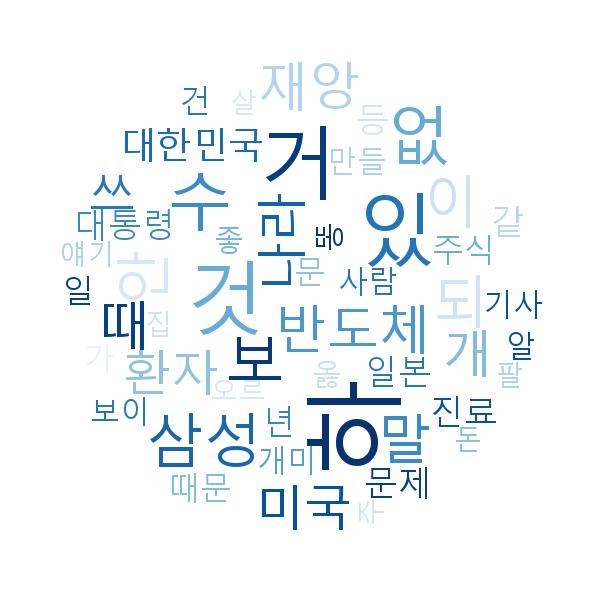 재앙
건
살
등
없
대한민국
거
만들
쓰
수
이
있
같
대통령
나라
좋
주식
얘기
것
문
사람
일
되
기사
때
집
반도체
개
알
보
가
환자
오르
옳
일본
팔
하
보이
삼성
년
말
진료
돈
개미
때문
문제
미국